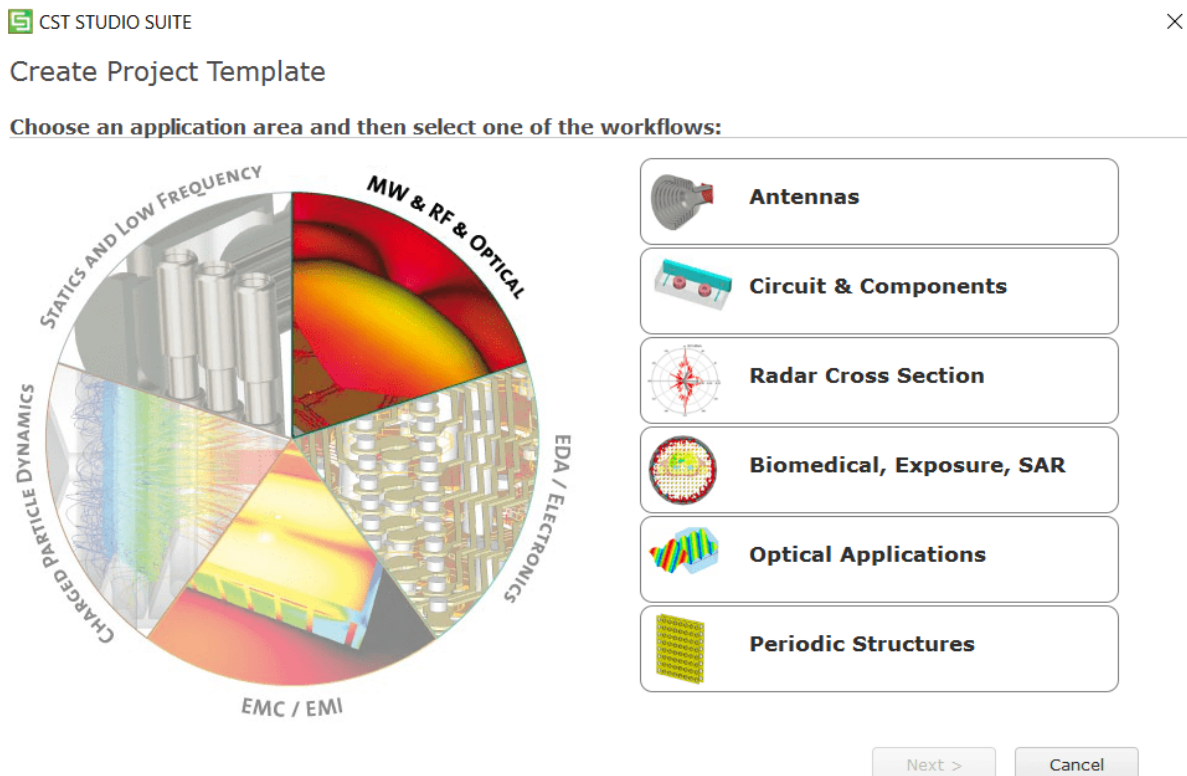 CST STUDIO SUITE
Create Project Template
Choose an application area and then select one of the workflows:
STATICS AND LOW FREQUENCY
MW & RF & OPTICAL
EDA / ELECTRONICS
EMC / EMI
CHARGED PARTICLE DYNAMICS
Antennas
Circuit & Components
Radar Cross Section
Biomedical, Exposure, SAR
Optical Applications
Periodic Structures
Next >
Cancel